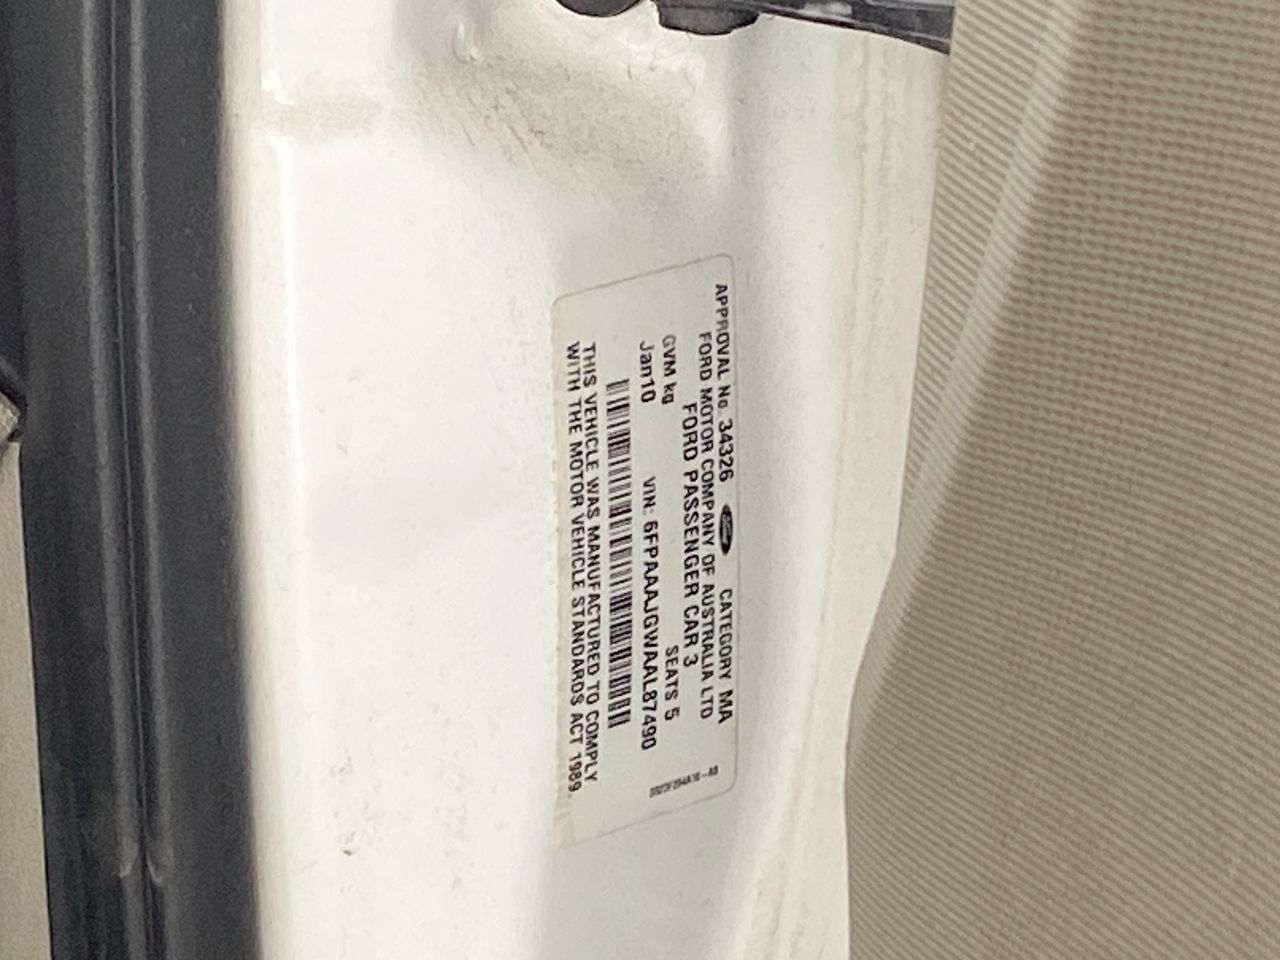 APPROVAL No. 34326 Ford CATEGORY MA
FORD MOTOR COMPANY OF AUSTRALIA LTD
FORD PASSENGER CAR 3
GVM kg SEATS 5
Jan10 VIN: 6FPAAAJGWAAL87490
THIS VEHICLE WAS MANUFACTURED TO COMPLY
WITH THE MOTOR VEHICLE STANDARDS ACT 1989.